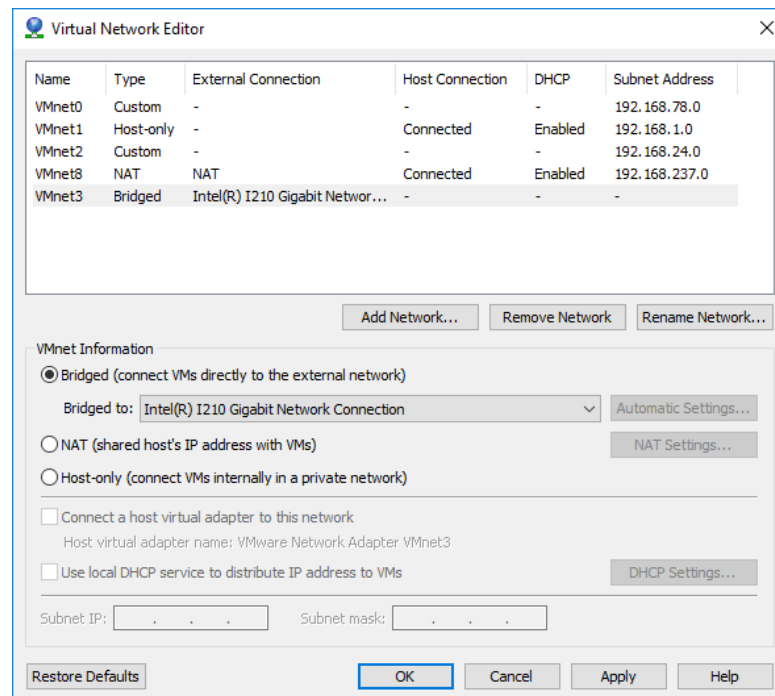 Virtual Network Editor
Name Type External Connection Host Connection DHCP Subnet Address
VMnet0 Custom - - - 192.168.78.0
VMnet1 Host-only - Connected Enabled 192.168.1.0
VMnet2 Custom - - - 192.168.24.0
VMnet8 NAT NAT Connected Enabled 192.168.237.0
VMnet3 Bridged Intel(R) I210 Gigabit Networ... - - -
Add Network... Remove Network Rename Network...
VMnet Information
Bridged (connect VMs directly to the external network)
Bridged to: Intel(R) I210 Gigabit Network Connection Automatic Settings...
NAT (shared host's IP address with VMs) NAT Settings...
Host-only (connect VMs internally in a private network)
Connect a host virtual adapter to this network
Host virtual adapter name: VMware Network Adapter VMnet3
Use local DHCP service to distribute IP address to VMs DHCP Settings...
Subnet IP: . . . Subnet mask: . . .
Restore Defaults OK Cancel Apply Help